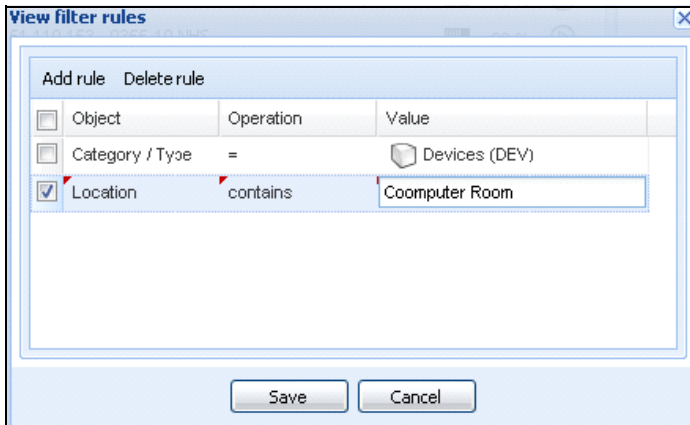 View filter rules
Add rule Delete rule
Object Operation Value
Category / Type = Devices (DEV)
Location contains Coomputer Room
Save Cancel